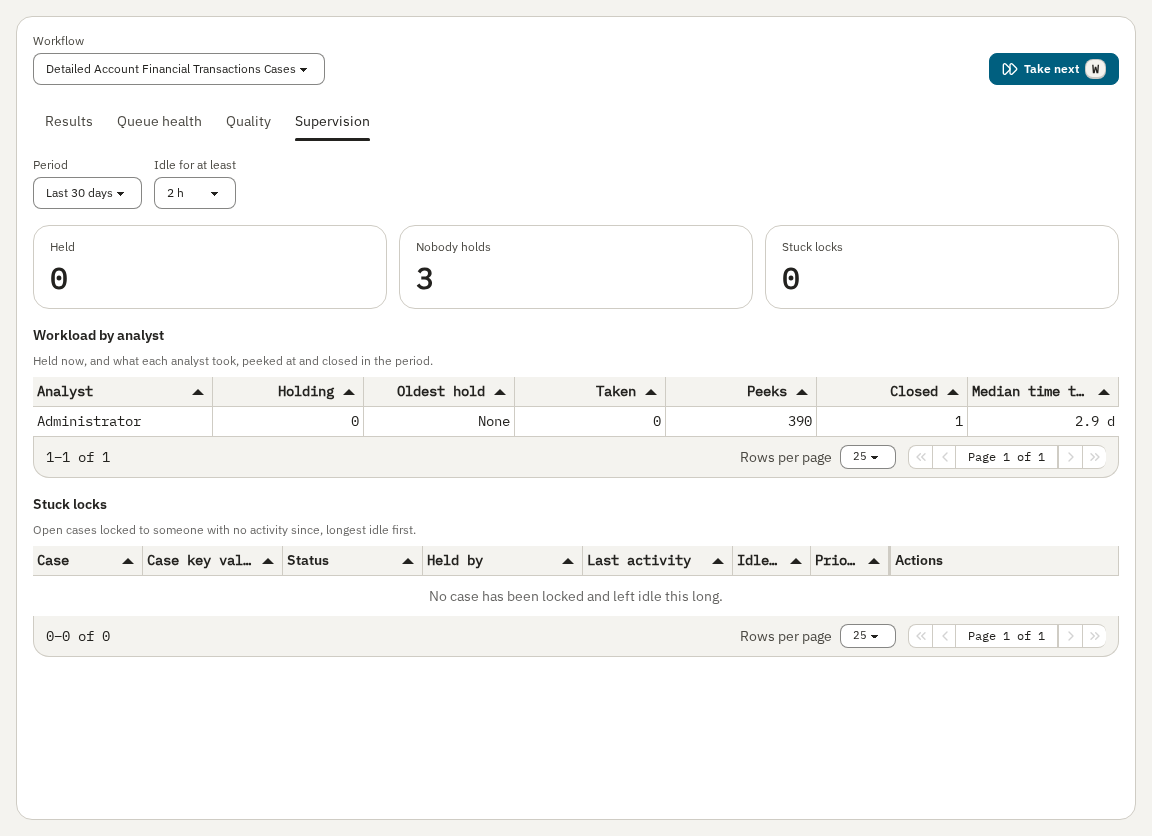 Workflow
Detailed Account Financial Transactions Cases
Take next W
Results Queue health Quality Supervision
Period Idle for at least
Last 30 days 2 h
Held Nobody holds Stuck locks
0 3 0
Workload by analyst
Held now, and what each analyst took, peeked at and closed in the period.
Analyst Holding Oldest hold Taken Peeks Closed Median time t…
Administrator 0 None 0 390 1 2.9 d
1–1 of 1 Rows per page 25 Page 1 of 1
Stuck locks
Open cases locked to someone with no activity since, longest idle first.
Case Case key val… Status Held by Last activity Idle… Prio… Actions
No case has been locked and left idle this long.
0–0 of 0 Rows per page 25 Page 1 of 1